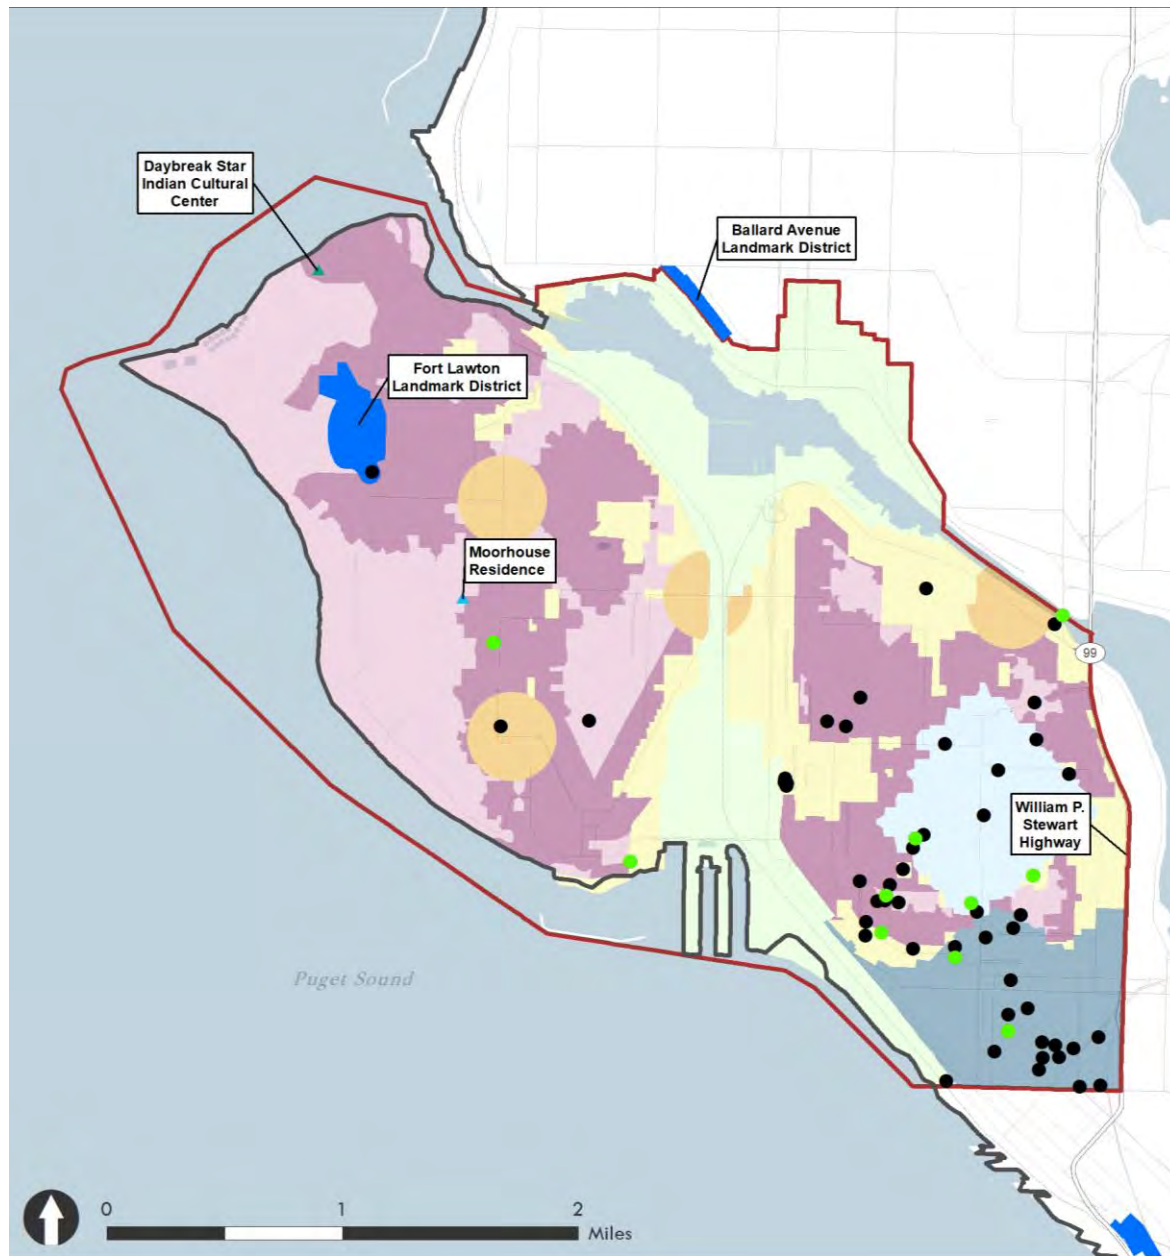 Daybreak Star
Indian Cultural
Center
Ballard Avenue
Landmark District
Fort Lawton
Landmark District
Moorhouse
Residence
99
William P.
Stewart
Highway
Puget Sound
0 1 2
Miles